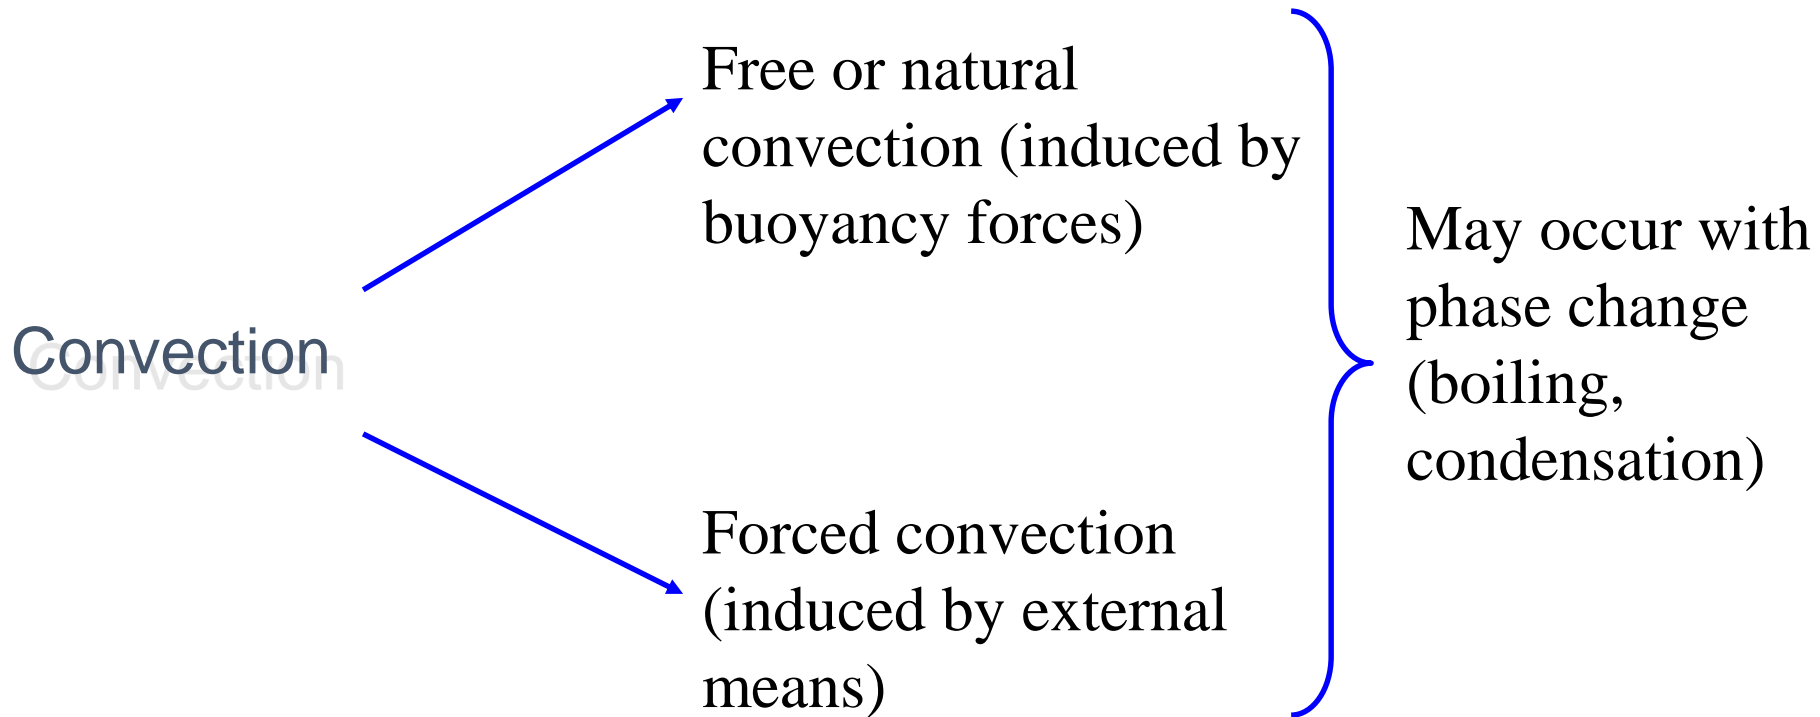 Convection
Free or natural
convection (induced by
buoyancy forces)
Forced convection
(induced by external
means)
May occur with
phase change
(boiling,
condensation)